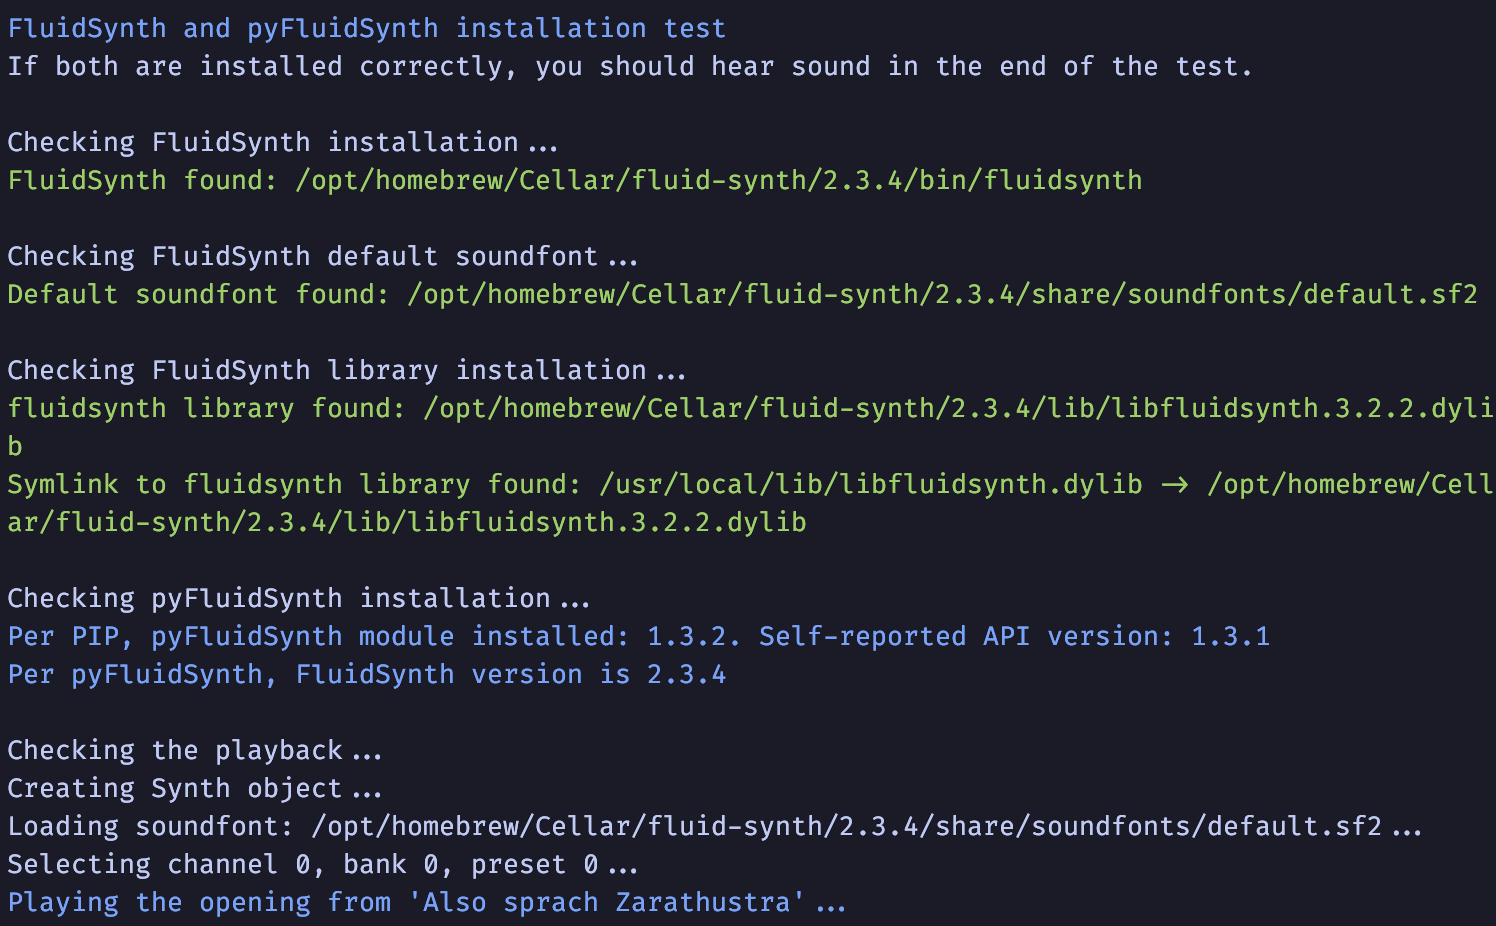 FluidSynth and pyFluidSynth installation test
If both are installed correctly, you should hear sound in the end of the test.
Checking FluidSynth installation...
FluidSynth found: /opt/homebrew/Cellar/fluid-synth/2.3.4/bin/fluidsynth
Checking FluidSynth default soundfont...
Default soundfont found: /opt/homebrew/Cellar/fluid-synth/2.3.4/share/soundfonts/default.sf2
Checking FluidSynth library installation...
fluidsynth library found: /opt/homebrew/Cellar/fluid-synth/2.3.4/lib/libfluidsynth.3.2.2.dyli
b
Symlink to fluidsynth library found: /usr/local/lib/libfluidsynth.dylib -> /opt/homebrew/Cell
ar/fluid-synth/2.3.4/lib/libfluidsynth.3.2.2.dylib
Checking pyFluidSynth installation...
Per PIP, pyFluidSynth module installed: 1.3.2. Self-reported API version: 1.3.1
Per pyFluidSynth, FluidSynth version is 2.3.4
Checking the playback...
Creating Synth object...
Loading soundfont: /opt/homebrew/Cellar/fluid-synth/2.3.4/share/soundfonts/default.sf2...
Selecting channel 0, bank 0, preset 0...
Playing the opening from 'Also sprach Zarathustra'...